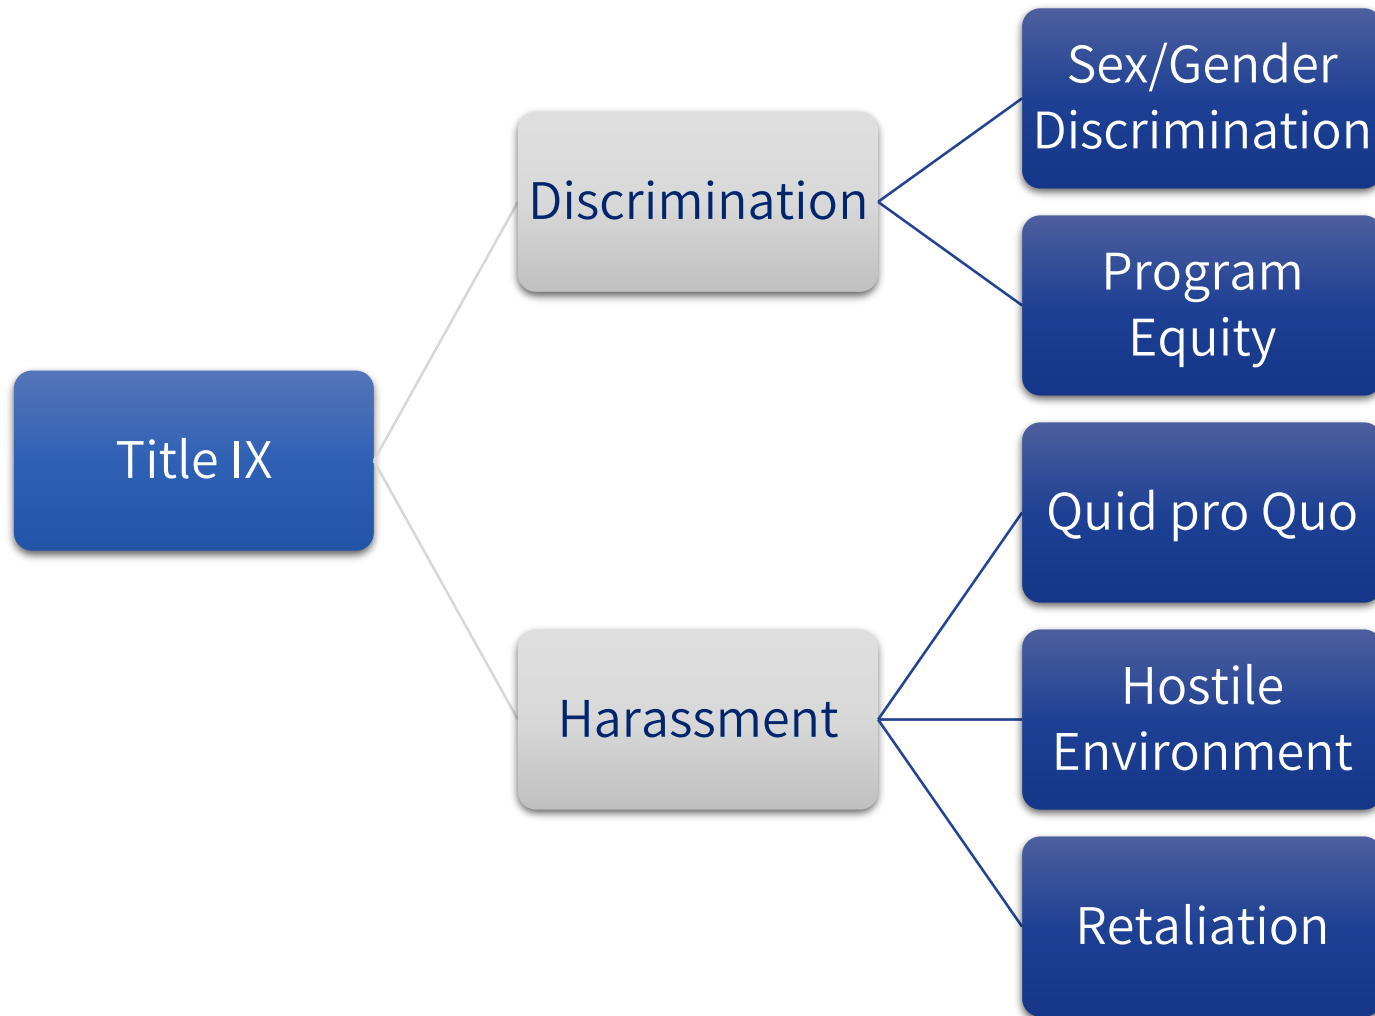 Title IX
Discrimination
Sex/Gender
Discrimination
Program
Equity
Harassment
Quid pro Quo
Hostile
Environment
Retaliation